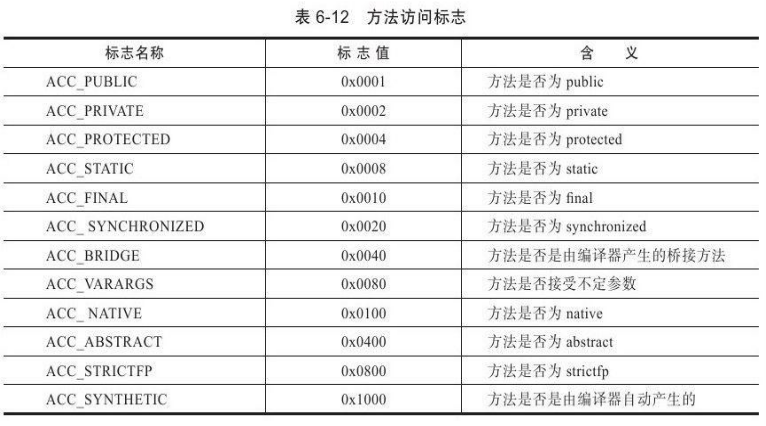 表 6-12 方法访问标志
标志名称 标 志 值 含 义
ACC_PUBLIC 0x0001 方法是否为 public
ACC_PRIVATE 0x0002 方法是否为 private
ACC_PROTECTED 0x0004 方法是否为 protected
ACC_STATIC 0x0008 方法是否为 static
ACC_FINAL 0x0010 方法是否为 final
ACC_ SYNCHRONIZED 0x0020 方法是否为 synchronized
ACC_BRIDGE 0x0040 方法是否是由编译器产生的桥接方法
ACC_VARARGS 0x0080 方法是否接受不定参数
ACC_ NATIVE 0x0100 方法是否为 native
ACC_ABSTRACT 0x0400 方法是否为 abstract
ACC_STRICTFP 0x0800 方法是否为 strictfp
ACC_SYNTHETIC 0x1000 方法是否是由编译器自动产生的